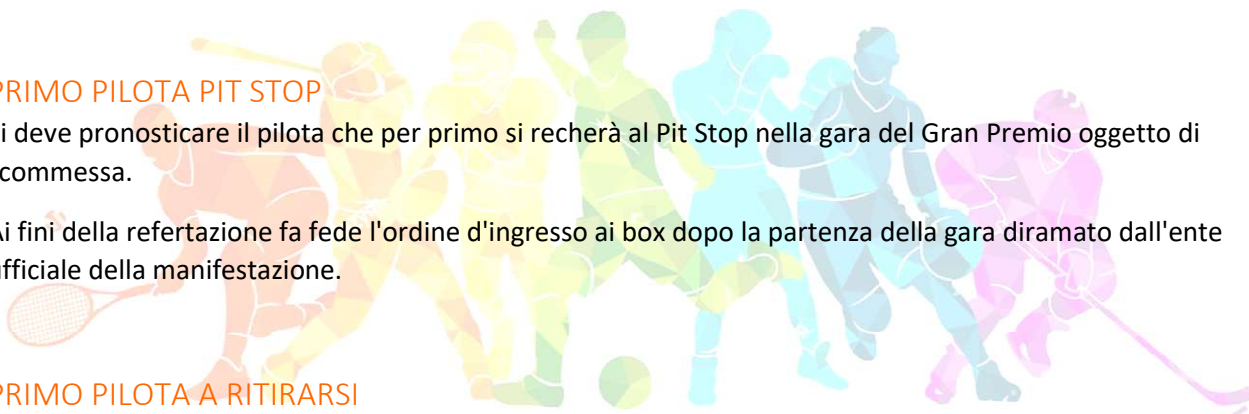 PRIMO PILOTA PIT STOP
i deve pronosticare il pilota che per primo si recherà al Pit Stop nella gara del Gran Premio oggetto di
commessa.
Ai fini della refertazione fa fede l'ordine d'ingresso ai box dopo la partenza della gara diramato dall'ente
ufficiale della manifestazione.
PRIMO PILOTA A RITIRARSI